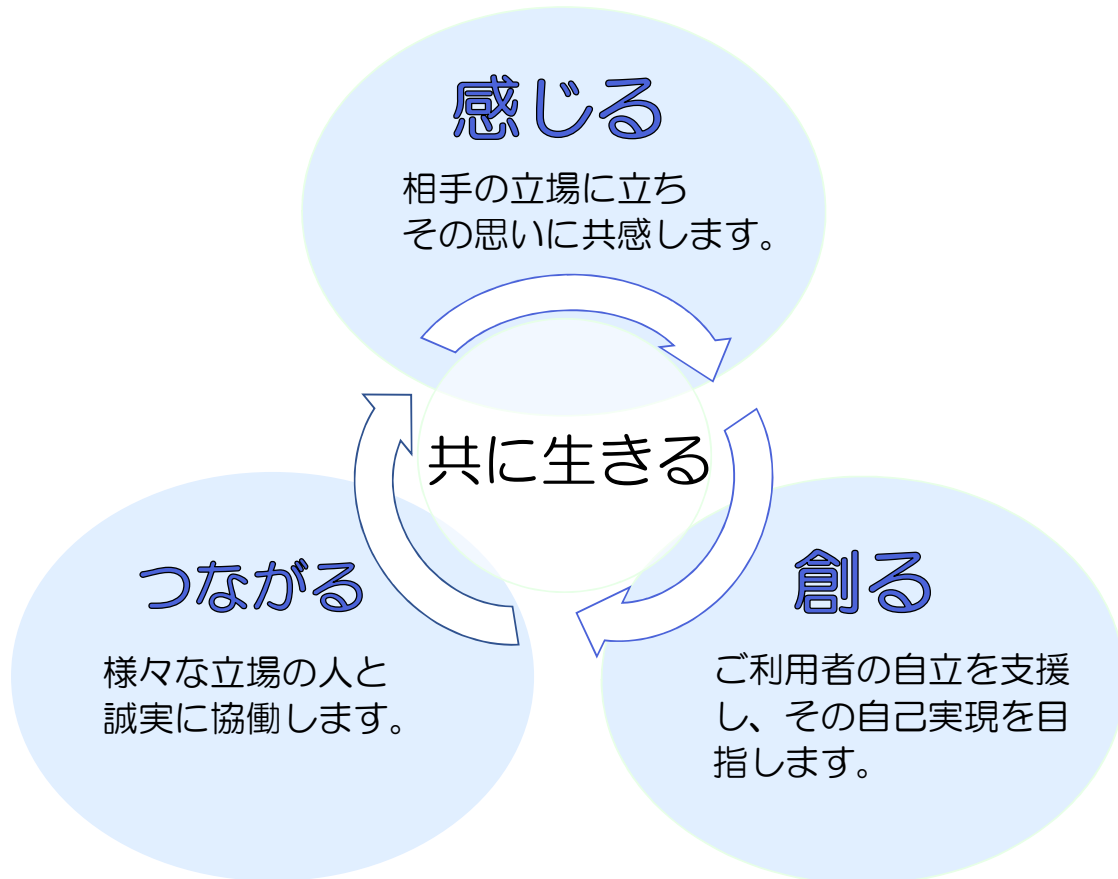 感じる
相手の立場に立ち
その思いに共感します。
共に生きる
つながる
様々な立場の人と
誠実に協働します。
創る
ご利用者の自立を支援
し、その自己実現を目
指します。